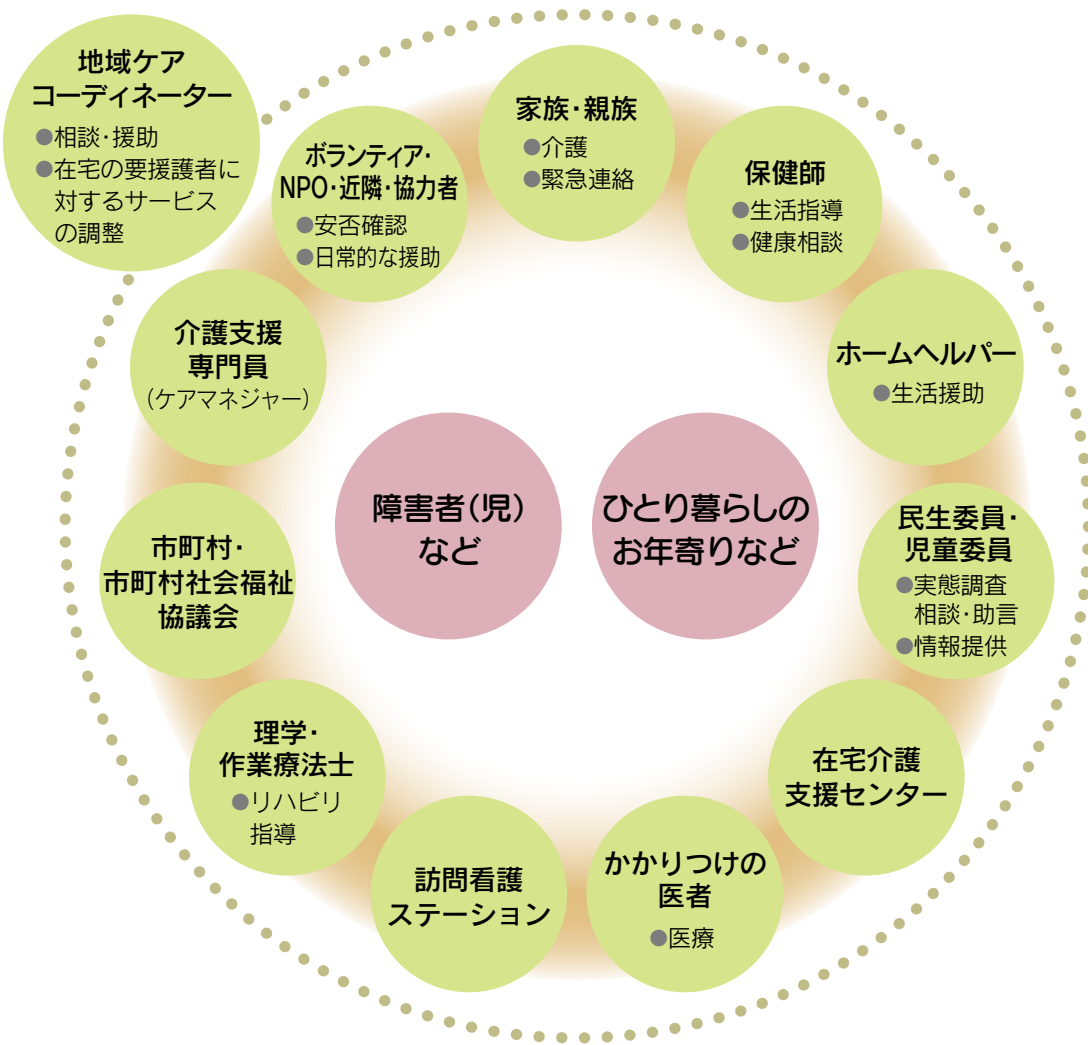 地域ケア
コーディネーター
●相談・援助
●在宅の要援護者に
対するサービス
の調整
家族・親族
●介護
●緊急連絡
保健師
●生活指導
●健康相談
ホームヘルパー
●生活援助
民生委員・
児童委員
●実態調査
相談・助言
●情報提供
在宅介護
支援センター
かかりつけの
医者
●医療
訪問看護
ステーション
理学・
作業療法士
●リハビリ
指導
市町村・
市町村社会福祉
協議会
介護支援
専門員
（ケアマネジャー）
ボランティア・
NPO・近隣・協力者
●安否確認
●日常的な援助
障害者（児）
など
ひとり暮らしの
お年寄りなど